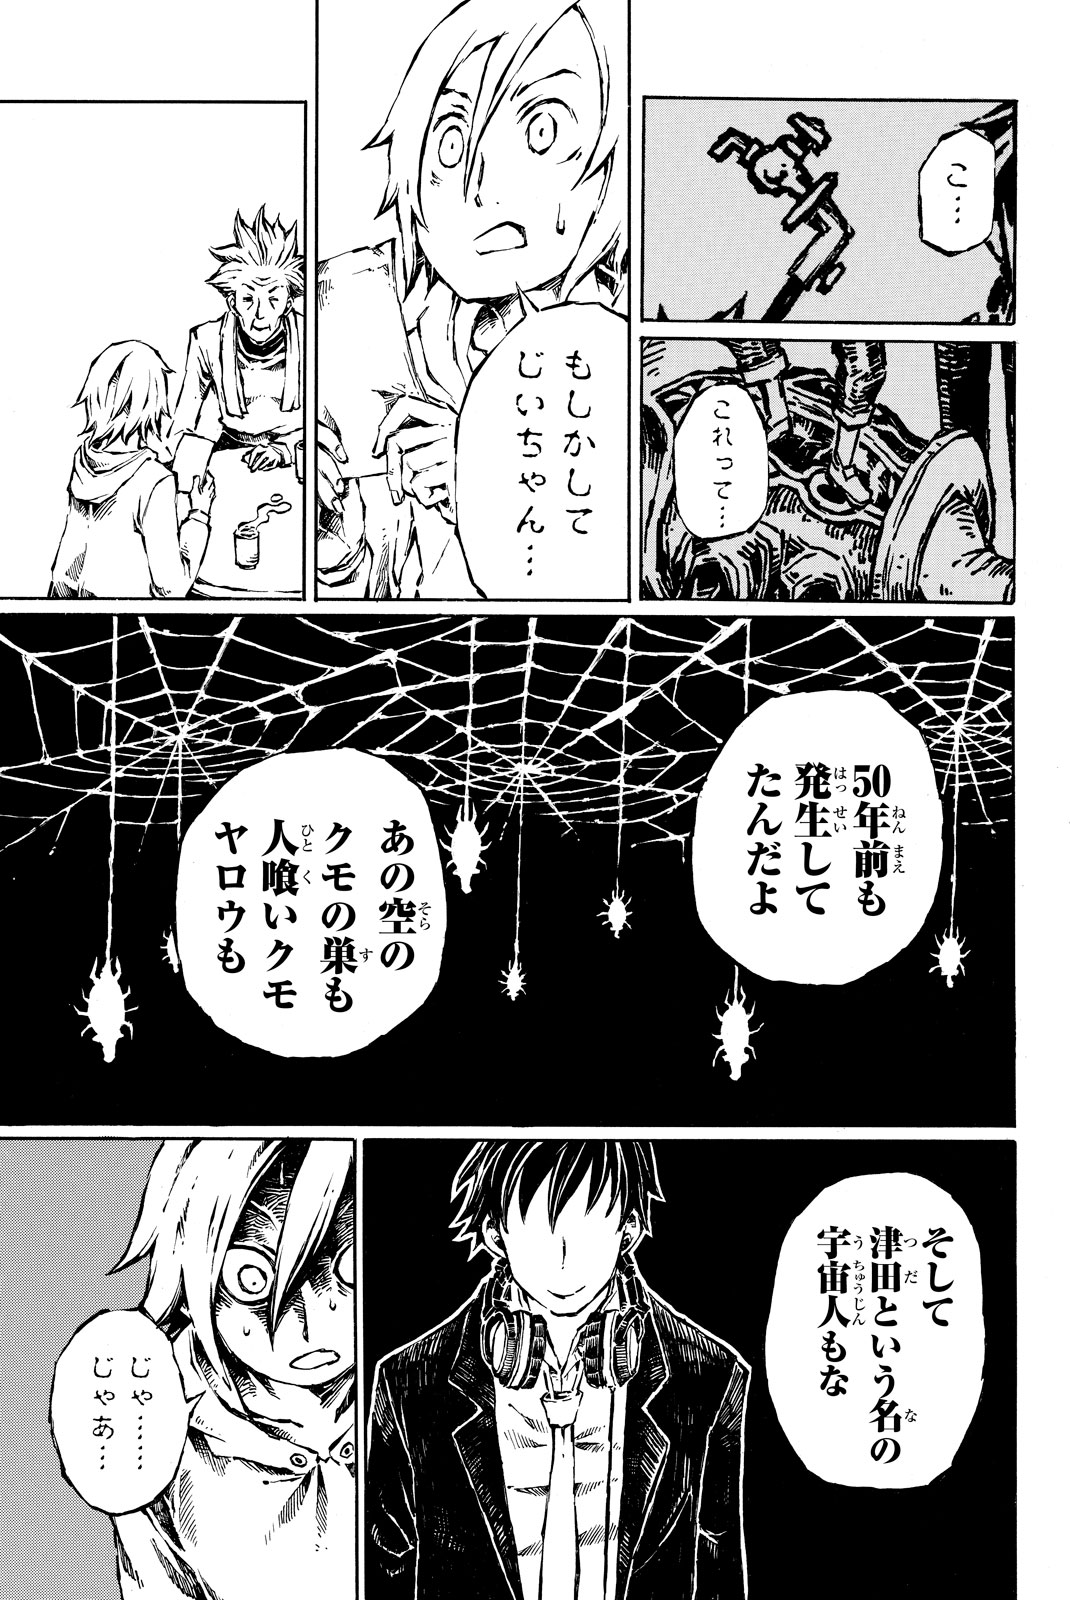 こ…
これって…
もしかして
じいちゃん…
50年前も
発生して
たんだよ
あの空の
クモの巣も
人喰いクモ
ヤロウも
そして
津田という名の
宇宙人もな
じゃ……
じゃあ…